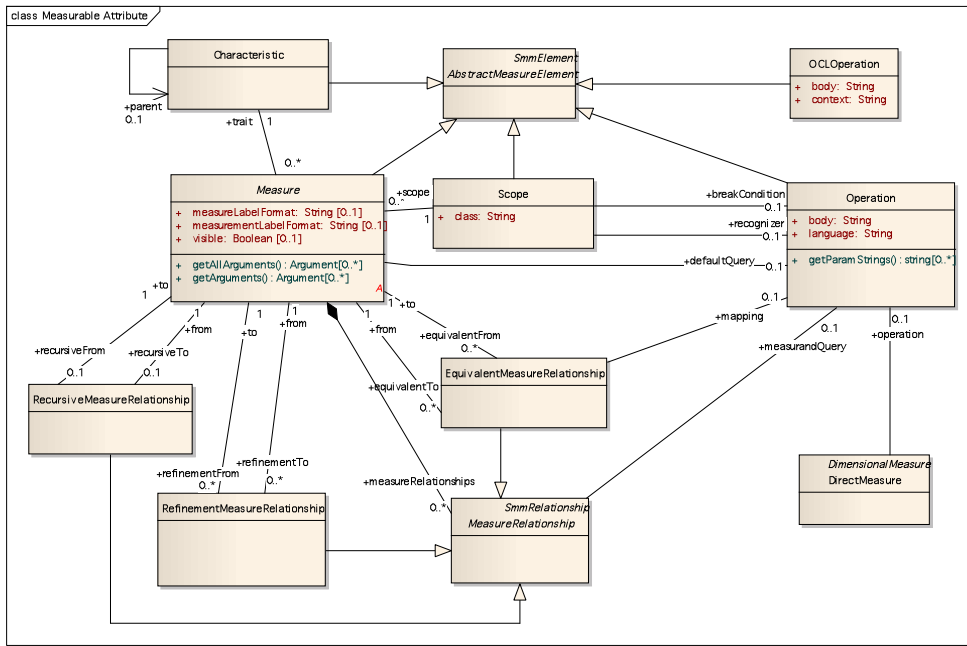 class Measurable Attribute
Characteristic
SmmElement
AbstractMeasureElement
OCLOperation
+ body: String
+ context: String
+parent
0..1
+trait
1
0..*
Measure
+ measureLabelFormat: String [0..1]
+ measurementLabelFormat: String [0..1]
+ visible: Boolean [0..1]
+ getAllArguments() : Argument[0..*]
+ getArguments() : Argument[0..*]
A
+scope
0..*
1
Scope
+ class: String
+breakCondition
0..1
+recognizer
0..1
+defaultQuery
0..1
Operation
+ body: String
+ language: String
+ getParamStrings() : string[0..*]
0..1
+mapping
0..1
+measurandQuery
0..1
+operation
+to
1
1
+from
1
+to
1
+from
1
+from
1
+to
+recursiveFrom
0..1
+recursiveTo
0..1
+equivalentFrom
0..*
+equivalentTo
0..*
EquivalentMeasureRelationship
RecursiveMeasureRelationship
+refinementFrom
0..*
+refinementTo
0..*
+measureRelationships
0..*
DimensionalMeasure
DirectMeasure
RefinementMeasureRelationship
SmmRelationship
MeasureRelationship